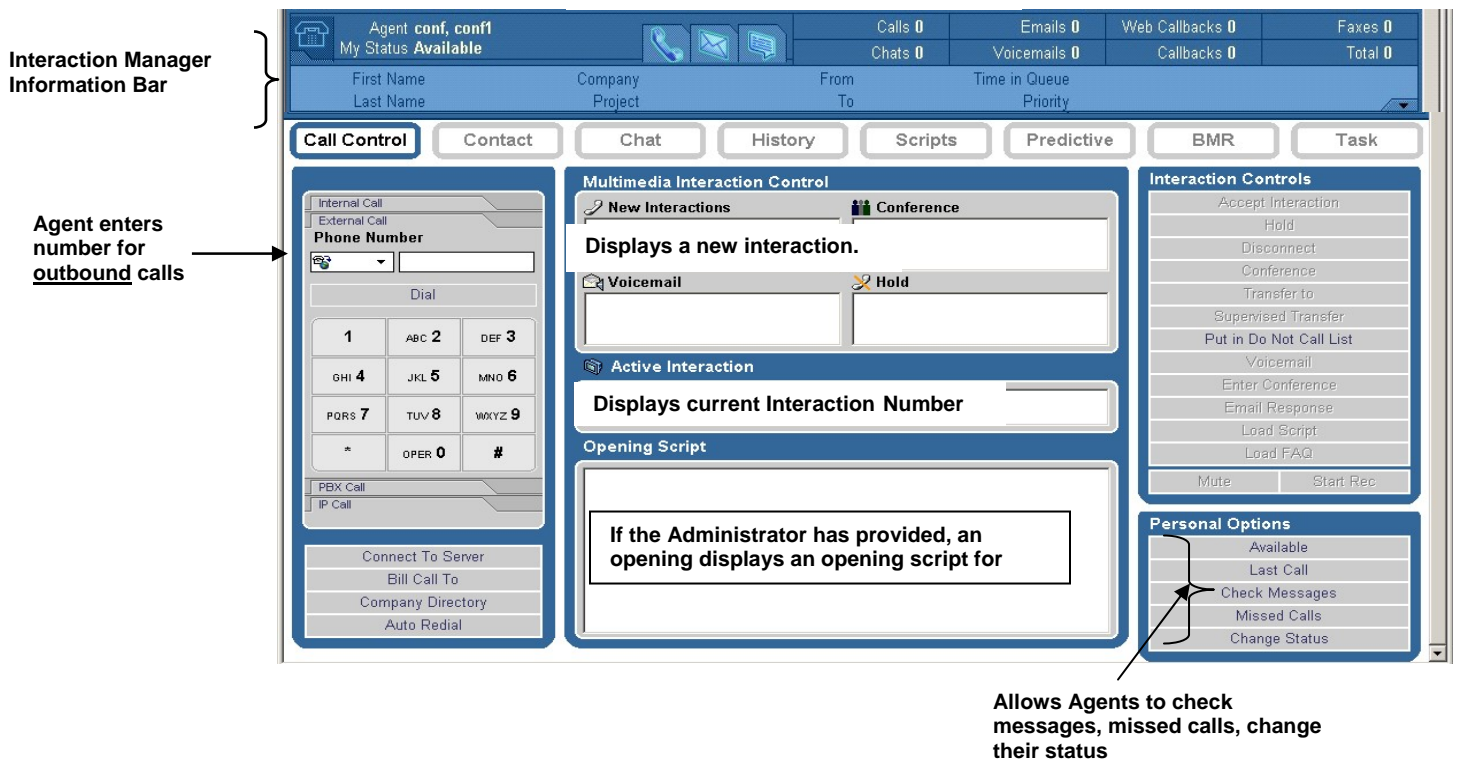 Interaction Manager
Information Bar
Agent conf, conf1
My Status Available
Calls 0
Emails 0
Web Callbacks 0
Faxes 0
Chats 0
Voicemails 0
Callbacks 0
Total 0
First Name
Company
From
Time in Queue
Last Name
Project
To
Priority
Call Control
Contact
Chat
History
Scripts
Predictive
BMR
Task
Agent enters
number for
outbound calls
Internal Call
External Call
Phone Number
Dial
1
ABC 2
DEF 3
GHI 4
JKL 5
MNO 6
PQRS 7
TUV 8
WXYZ 9
*
OPER 0
#
PBX Call
IP Call
Connect To Server
Bill Call To
Company Directory
Auto Redial
Multimedia Interaction Control
New Interactions
Conference
Displays a new interaction.
Voicemail
Hold
Active Interaction
Displays current Interaction Number
Opening Script
If the Administrator has provided, an
opening displays an opening script for
Interaction Controls
Accept Interaction
Hold
Disconnect
Conference
Transfer to
Supervised Transfer
Put in Do Not Call List
Voicemail
Enter Conference
Email Response
Load Script
Load FAQ
Mute
Start Rec
Personal Options
Available
Last Call
Check Messages
Missed Calls
Change Status
Allows Agents to check
messages, missed calls, change
their status